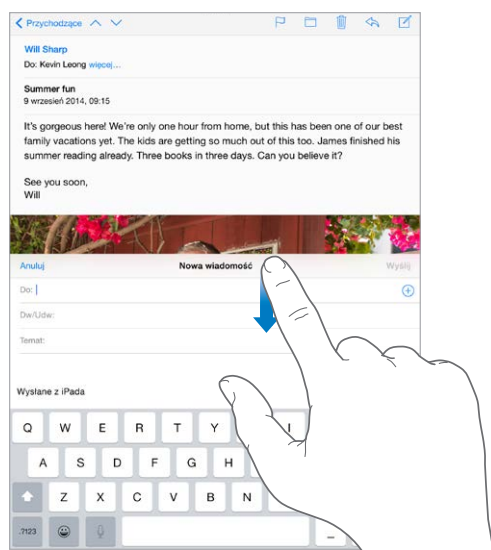 Przychodzące
Will Sharp
Do: Kevin Leong więcej...
Summer fun
9 wrzesień 2014, 09:15
It's gorgeous here! We're only one hour from home, but this has been one of our best
family vacations yet. The kids are getting so much out of this too. James finished his
summer reading already. Three books in three days. Can you believe it?
See you soon,
Will
Anuluj Nowa wiadomość Wyślij
Do:
Dw/Udw:
Temat:
Wysłane z iPada
Q W E R T Y I
A S D F G H
Z X C V B N
.?123 _